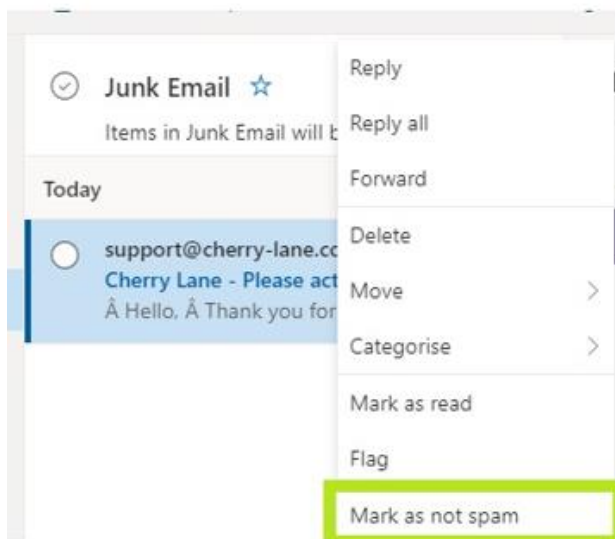 Junk Email
Items in Junk Email will
Today
support@cherry-lane.co
Cherry Lane - Please act
Â Hello, Â Thank you for
Reply
Reply all
Forward
Delete
Move
Categorise
Mark as read
Flag
Mark as not spam